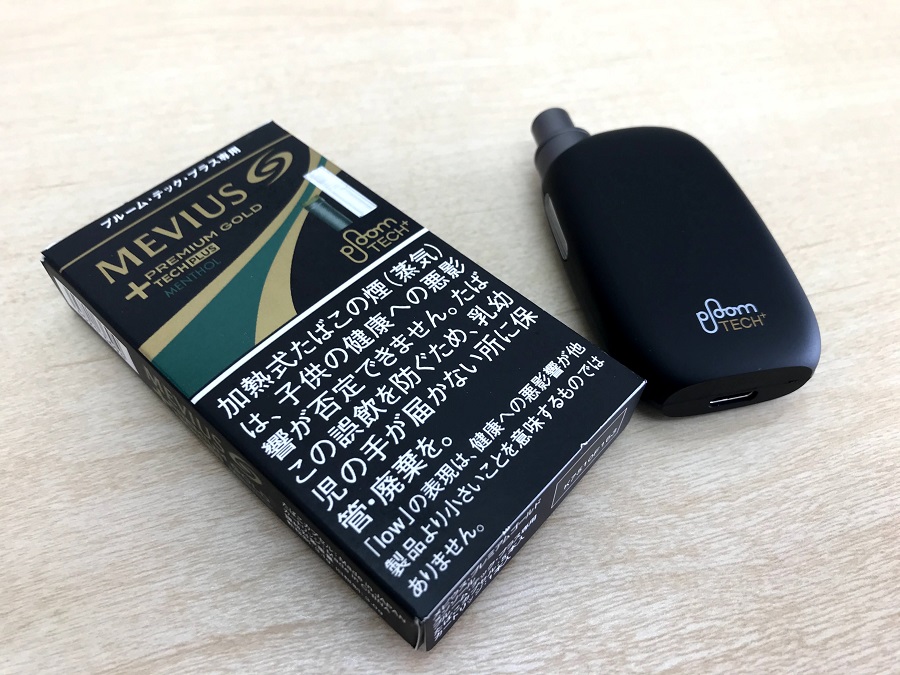 ブルーム・テック・プラス専用
MEVIUS
PREMIUM GOLD
+TECH PLUS
MENTHOL
ploom
TECH+
加熱式たばこの煙(蒸気)
は、子供の健康への悪影
響が否定できません。たば
この誤飲を防ぐため、乳幼
児の手が届かない所に保
管・廃棄を。
「low」の表現は、健康への悪影響が他
製品より小さいことを意味するものでは
ありません。
MEVIUS
ploom
TECH+